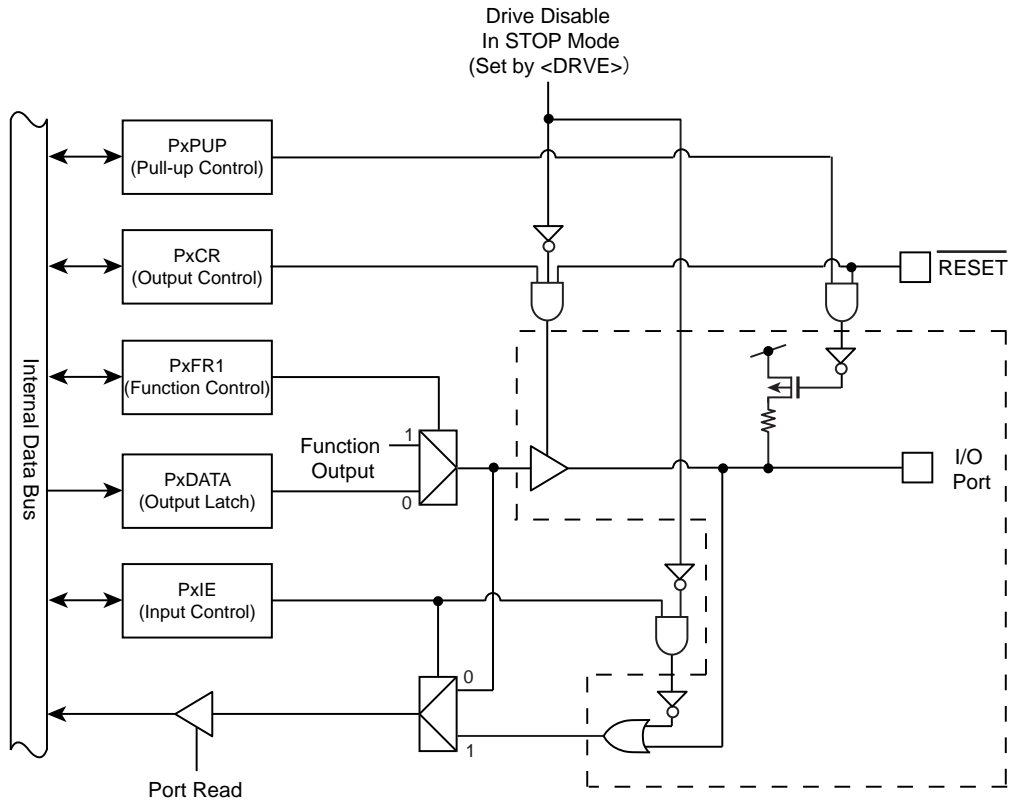 Drive Disable
In STOP Mode
(Set by <DRVE>)
PxPUP
(Pull-up Control)
PxCR
(Output Control)
RESET
PxFR1
(Function Control)
Internal Data Bus
Function
Output
1
0
PxDATA
(Output Latch)
I/O
Port
PxIE
(Input Control)
0
1
Port Read